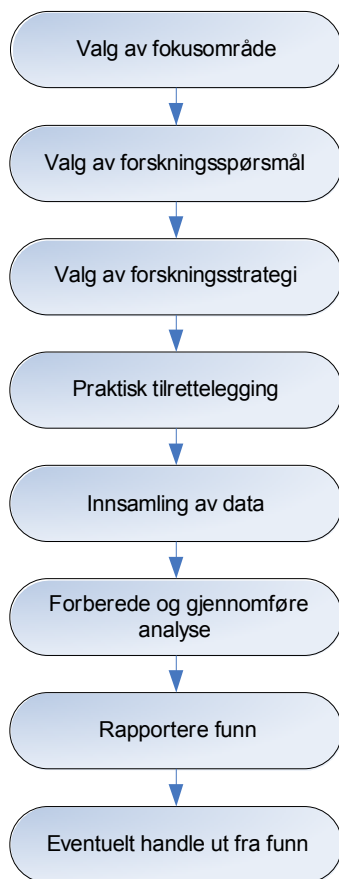 Valg av fokusområde
Valg av forskningsspørsmål
Valg av forskningsstrategi
Praktisk tilrettelegging
Innsamling av data
Forberede og gjennomføre
analyse
Rapportere funn
Eventuelt handle ut fra funn